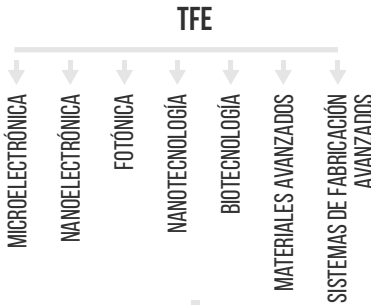 TFE
MICROELECTRÓNICA
NANOELECTRÓNICA
FOTÓNICA
NANOTECNOLOGÍA
BIOTECNOLOGÍA
MATERIALES AVANZADOS
SISTEMAS DE FABRICACIÓN
AVANZADOS